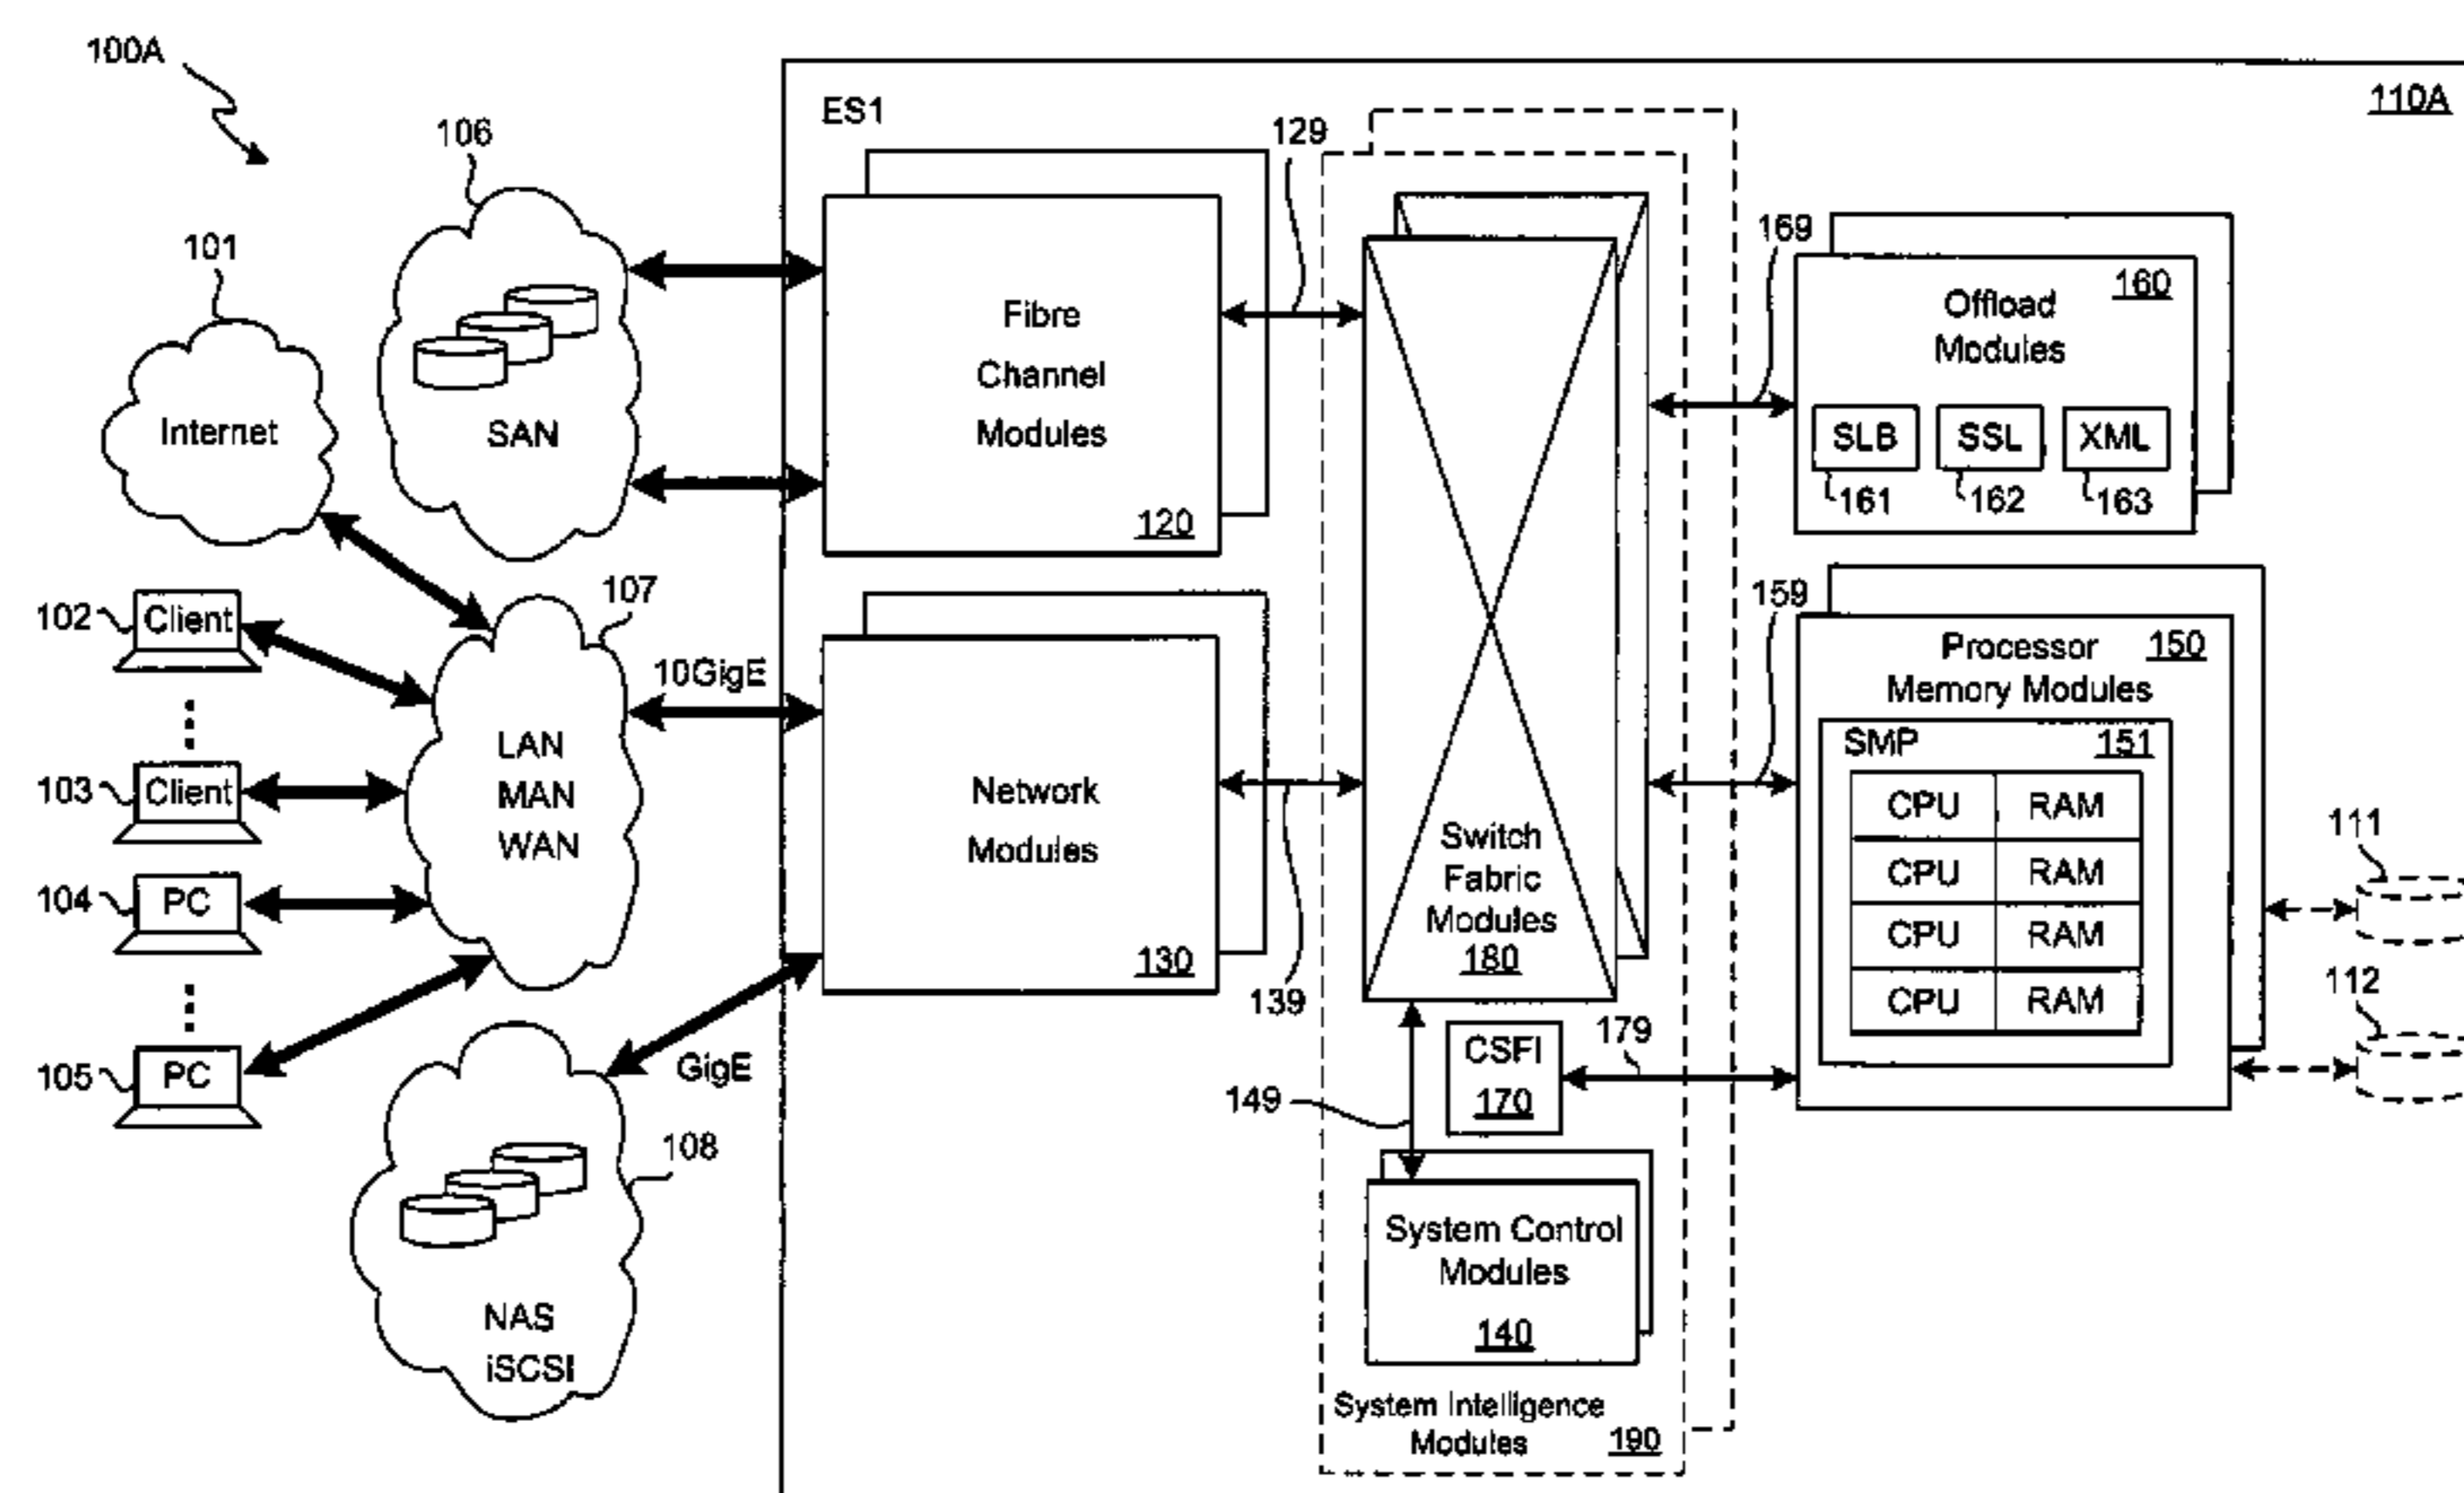 100A
ES1
110A
106
129
101
169
160
Offload
Modules
Fibre
Channel
Modules
120
Internet
SAN
SLB
SSL
XML
161
162
163
102
Client
107
159
10GigE
Processor
150
Memory Modules
SMP
151
CPU
RAM
CPU
RAM
CPU
RAM
CPU
RAM
LAN
MAN
WAN
Network
Modules
130
103
Client
104
PC
105
PC
Switch
Fabric
Modules
180
111
112
139
GigE
CSFI
170
179
149
108
System Control
Modules
140
NAS
iSCSI
System Intelligence
Modules
190